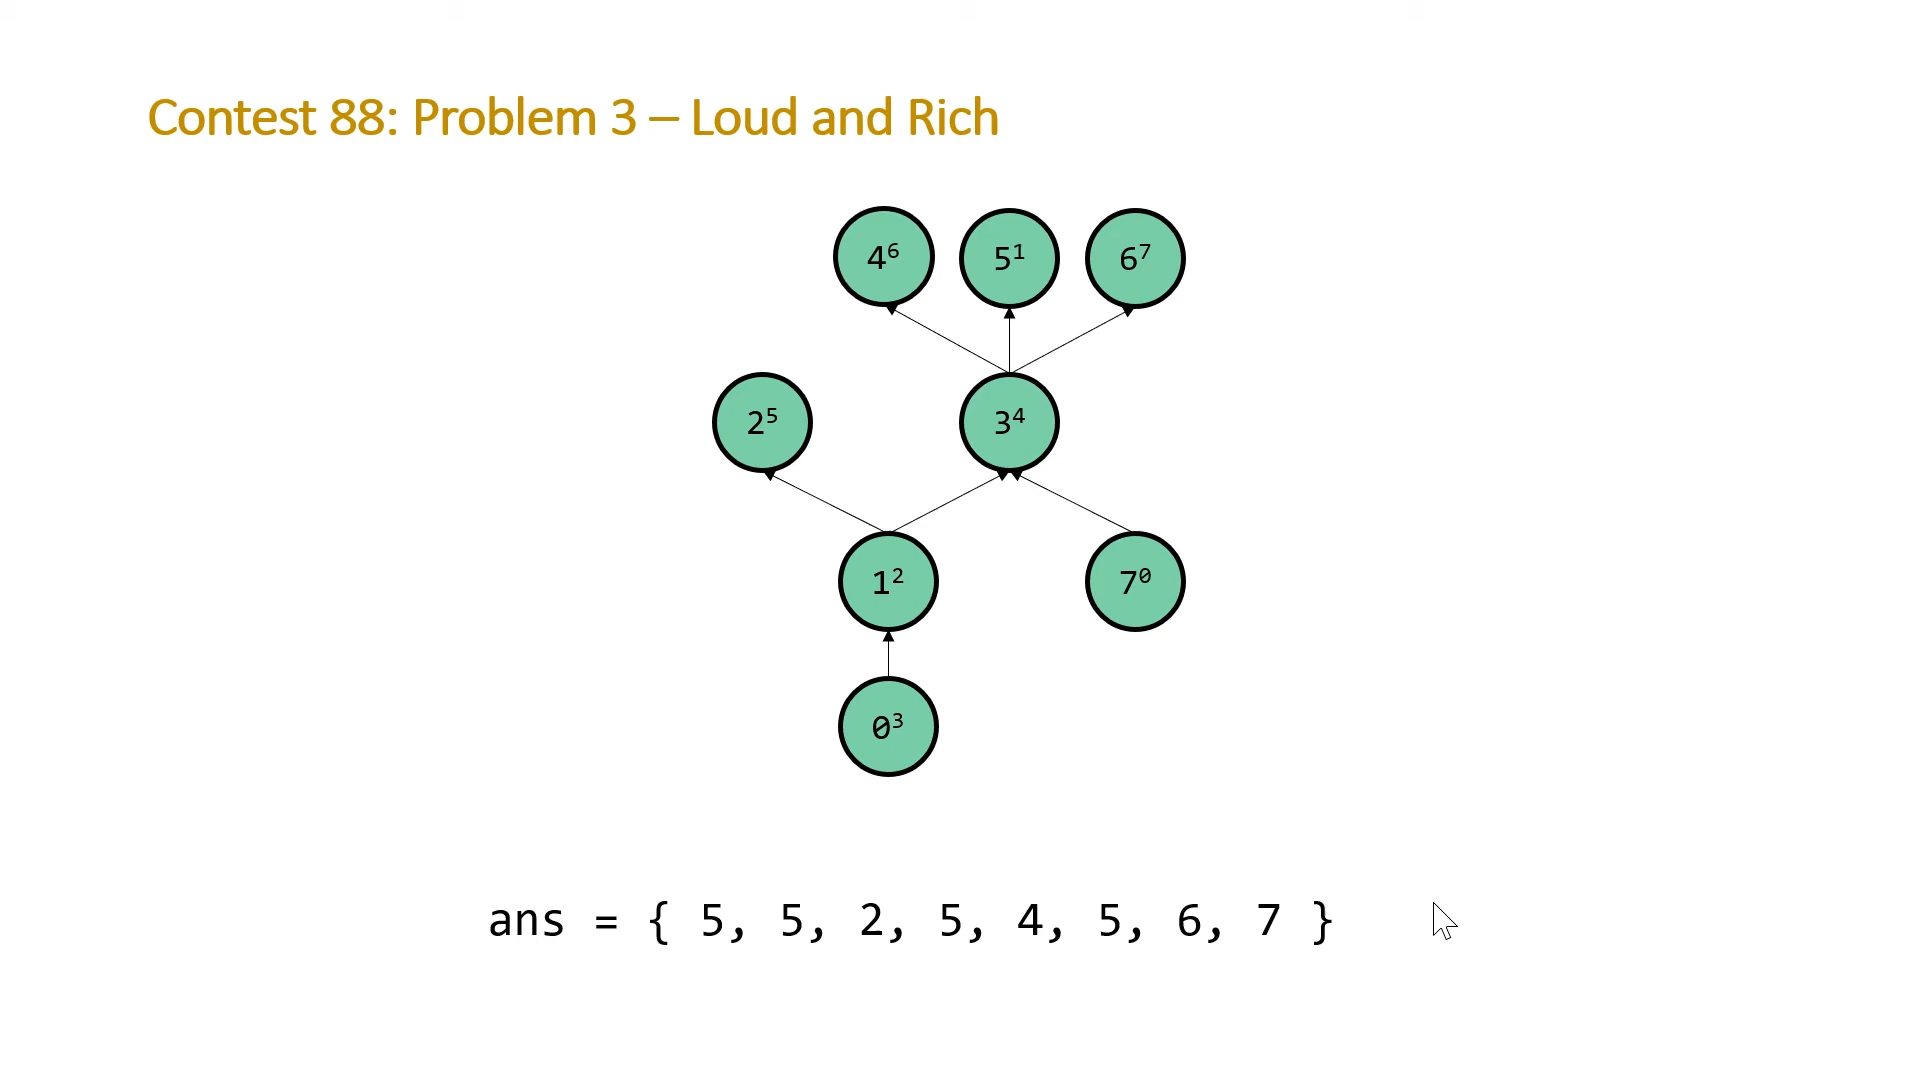 Contest 88: Problem 3 – Loud and Rich
4⁶ 5¹ 6⁷
2⁵ 3⁴
1² 7⁰
0³
ans = { 5, 5, 2, 5, 4, 5, 6, 7 }